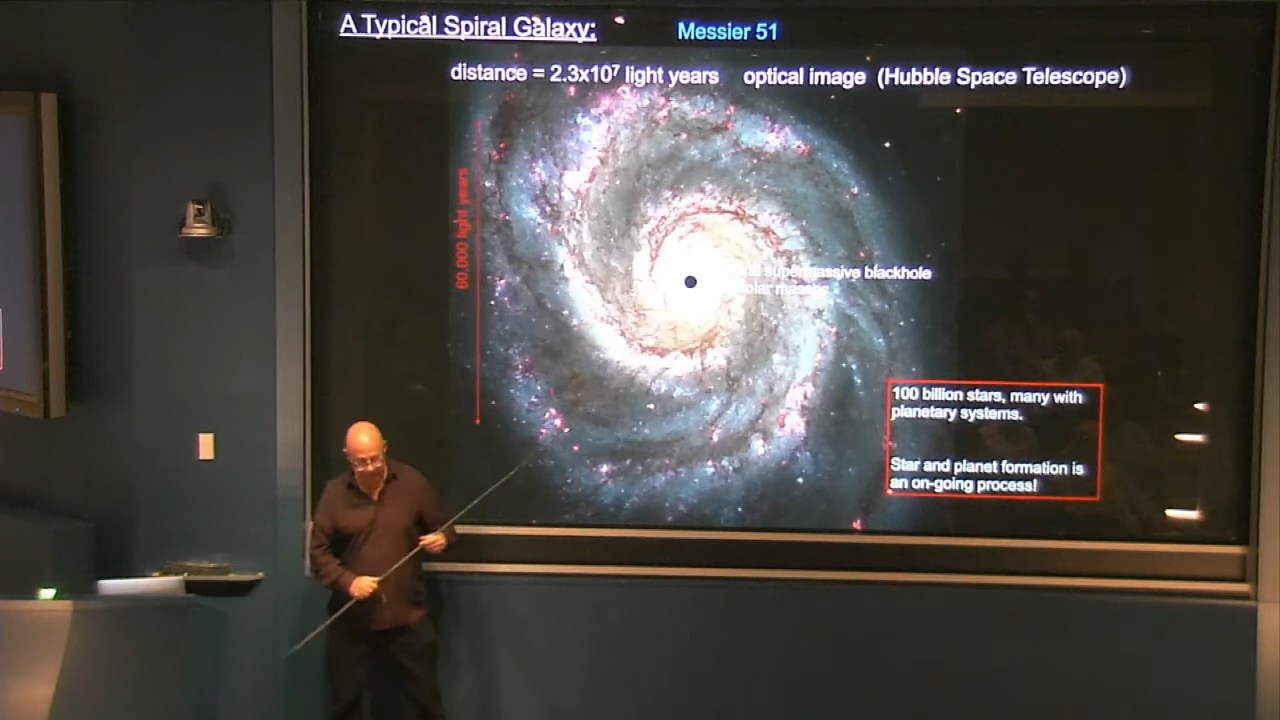 A Typical Spiral Galaxy: Messier 51
distance = 2.3x10⁷ light years optical image (Hubble Space Telescope)
60,000 light years
supermassive blackhole
100 billion stars, many with
planetary systems.
Star and planet formation is
an on-going process!